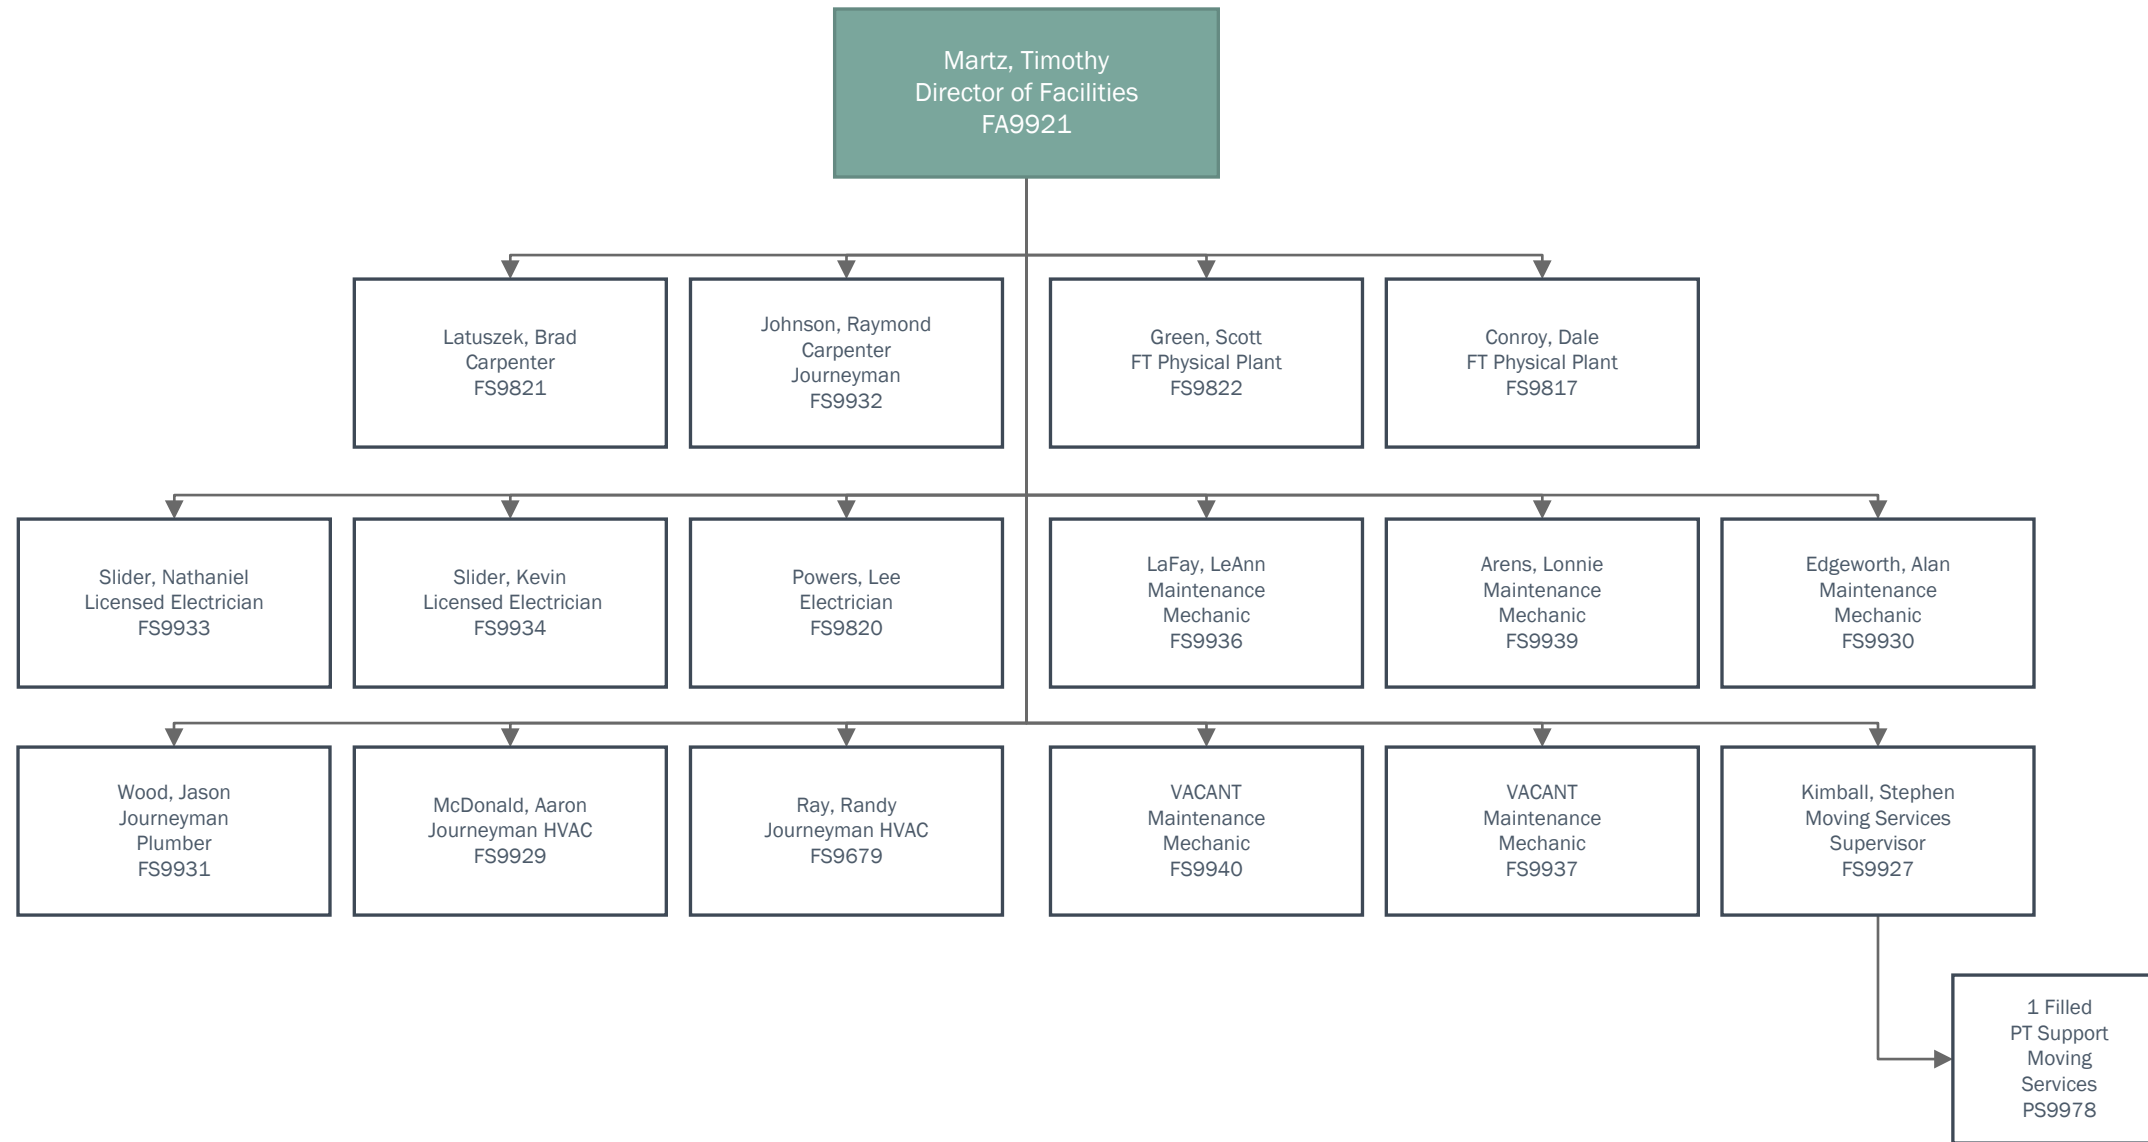 Martz, Timothy
Director of Facilities
FA9921
Latuszek, Brad
Carpenter
FS9821
Johnson, Raymond
Carpenter
Journeyman
FS9932
Green, Scott
FT Physical Plant
FS9822
Conroy, Dale
FT Physical Plant
FS9817
Slider, Nathaniel
Licensed Electrician
FS9933
Slider, Kevin
Licensed Electrician
FS9934
Powers, Lee
Electrician
FS9820
LaFay, LeAnn
Maintenance
Mechanic
FS9936
Arens, Lonnie
Maintenance
Mechanic
FS9939
Edgeworth, Alan
Maintenance
Mechanic
FS9930
Wood, Jason
Journeyman
Plumber
FS9931
McDonald, Aaron
Journeyman HVAC
FS9929
Ray, Randy
Journeyman HVAC
FS9679
VACANT
Maintenance
Mechanic
FS9940
VACANT
Maintenance
Mechanic
FS9937
Kimball, Stephen
Moving Services
Supervisor
FS9927
1 Filled
PT Support
Moving
Services
PS9978